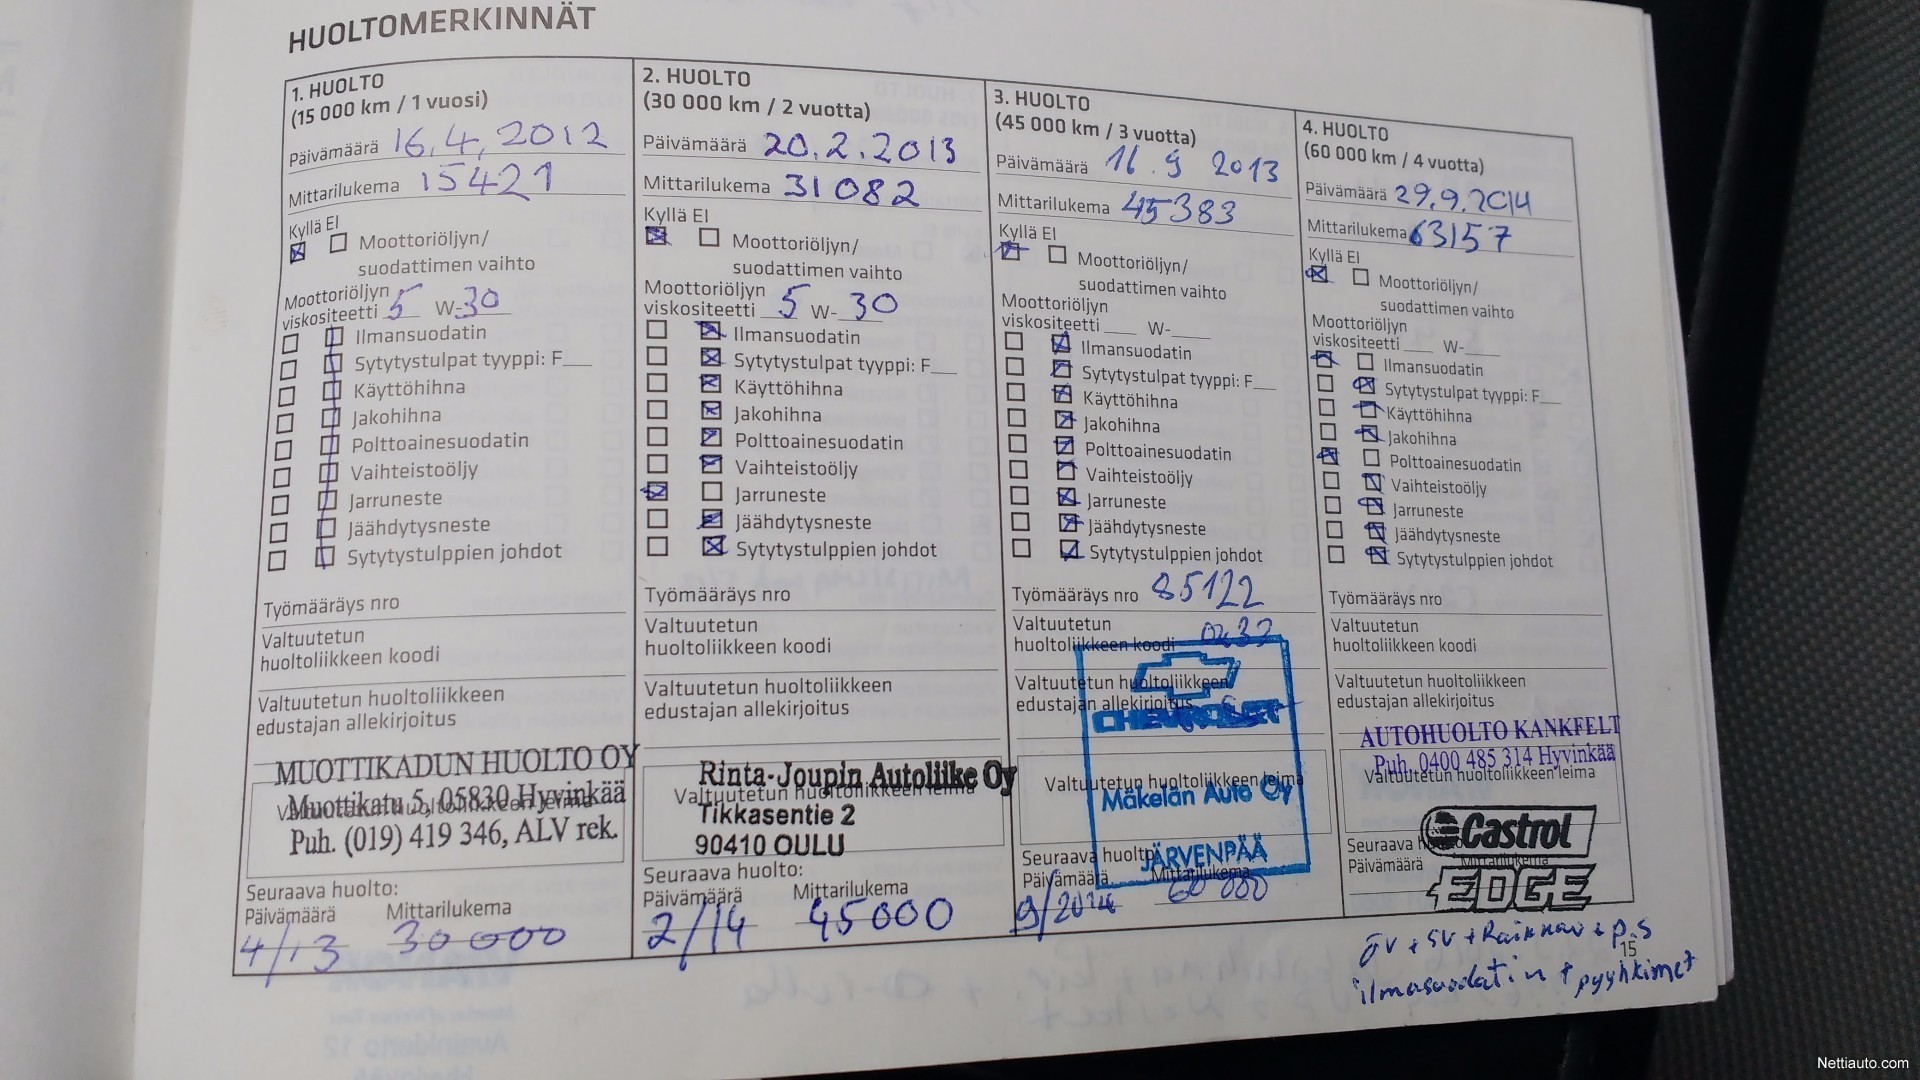 HUOLTOMERKINNÄT
1. HUOLTO
(15 000 km / 1 vuosi)
Päivämäärä 16.4.2012
Mittarilukema 15421
Kyllä EI
Moottoriöljyn/
suodattimen vaihto
Moottoriöljyn
viskositeetti 5 W-30
Ilmansuodatin
Sytytystulpat tyyppi: F
Käyttöhihna
Jakohihna
Polttoainesuodatin
Vaihteistoöljy
Jarruneste
Jäähdytysneste
Sytytystulppien johdot
Työmääräys nro
Valtuutetun
huoltoliikkeen koodi
Valtuutetun huoltoliikkeen
edustajan allekirjoitus
MUOTTIKADUN HUOLTO OY
Muottikatu 5, 05830 Hyvinkää
Valtuutetun huoltoliikkeen leima
Puh. (019) 419 346, ALV rek.
Seuraava huolto:
Päivämäärä Mittarilukema
4/13 30 000
2. HUOLTO
(30 000 km / 2 vuotta)
Päivämäärä 20.2.2013
Mittarilukema 31082
Kyllä EI
Moottoriöljyn/
suodattimen vaihto
Moottoriöljyn
viskositeetti 5 W-30
Ilmansuodatin
Sytytystulpat tyyppi: F
Käyttöhihna
Jakohihna
Polttoainesuodatin
Vaihteistoöljy
Jarruneste
Jäähdytysneste
Sytytystulppien johdot
Työmääräys nro
Valtuutetun
huoltoliikkeen koodi
Valtuutetun huoltoliikkeen
edustajan allekirjoitus
Rinta-Joupin Autoliike Oy
Valtuutetun huoltoliikkeen leima
Tikkasentie 2
90410 OULU
Seuraava huolto:
Päivämäärä Mittarilukema
2/14 45000
3. HUOLTO
(45 000 km / 3 vuotta)
Päivämäärä 16.9 2013
Mittarilukema 45383
Kyllä EI
Moottoriöljyn/
suodattimen vaihto
Moottoriöljyn
viskositeetti W-
Ilmansuodatin
Sytytystulpat tyyppi: F
Käyttöhihna
Jakohihna
Polttoainesuodatin
Vaihteistoöljy
Jarruneste
Jäähdytysneste
Sytytystulppien johdot
Työmääräys nro 85122
Valtuutetun
huoltoliikkeen koodi
Valtuutetun huoltoliikkeen
edustajan allekirjoitus
CHEVROLET
Valtuutetun huoltoliikkeen leima
Mäkelän Auto Oy
JÄRVENPÄÄ
Seuraava huolto:
Päivämäärä Mittarilukema
9/2014 60 000
4. HUOLTO
(60 000 km / 4 vuotta)
Päivämäärä 29.9.2014
Mittarilukema 63157
Kyllä EI
Moottoriöljyn/
suodattimen vaihto
Moottoriöljyn
viskositeetti W-
Ilmansuodatin
Sytytystulpat tyyppi: F
Käyttöhihna
Jakohihna
Polttoainesuodatin
Vaihteistoöljy
Jarruneste
Jäähdytysneste
Sytytystulppien johdot
Työmääräys nro
Valtuutetun
huoltoliikkeen koodi
Valtuutetun huoltoliikkeen
edustajan allekirjoitus
AUTOHUOLTO KANKFELT
Puh. 0400 485 314 Hyvinkää
Valtuutetun huoltoliikkeen leima
Castrol
EDGE
Seuraava huolto:
Päivämäärä Mittarilukema
öv + sv + Raikkav + p.s
15
ilmasuodatin + pyyhkimet
Nettiauto.com